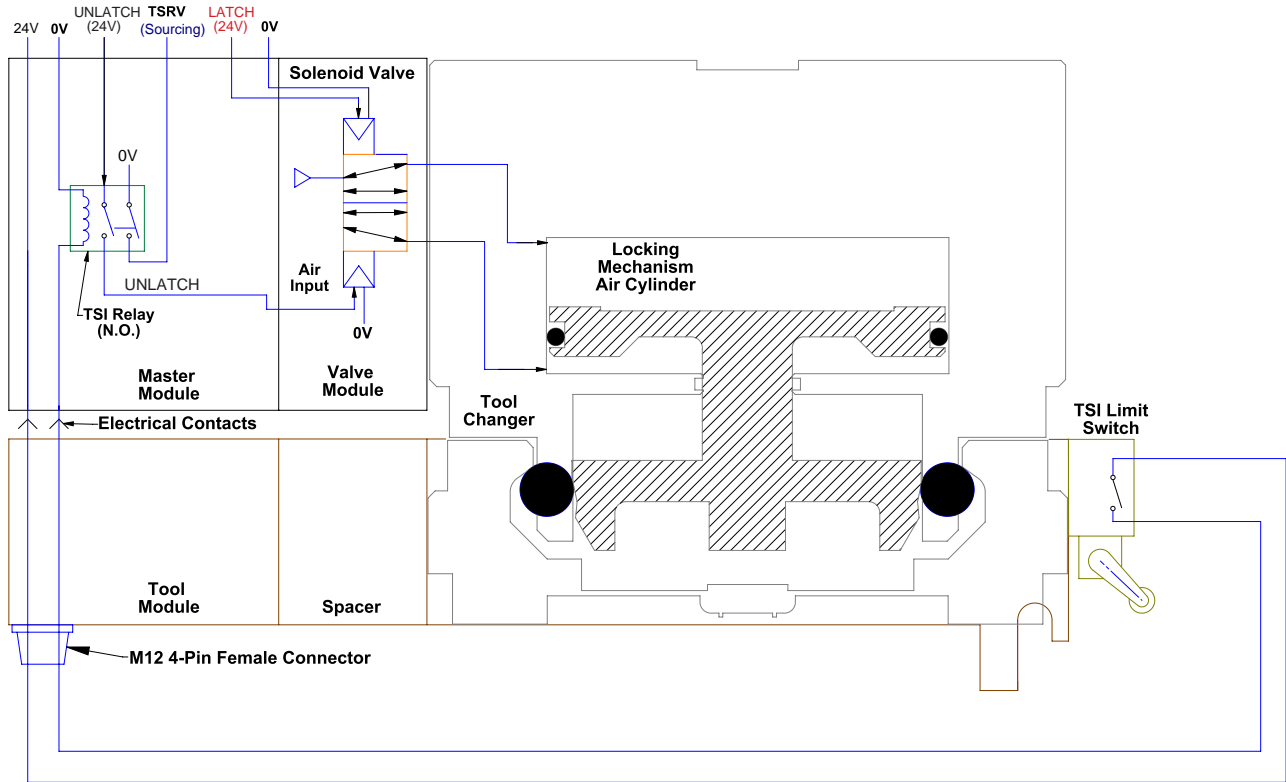 24V
0V
UNLATCH
(24V)
TSRV
(Sourcing)
LATCH
(24V)
0V
Solenoid Valve
0V
UNLATCH
Air
Input
0V
TSI Relay
(N.O.)
Master
Module
Valve
Module
Locking
Mechanism
Air Cylinder
Tool
Changer
TSI Limit
Switch
Electrical Contacts
Tool
Module
Spacer
M12 4-Pin Female Connector